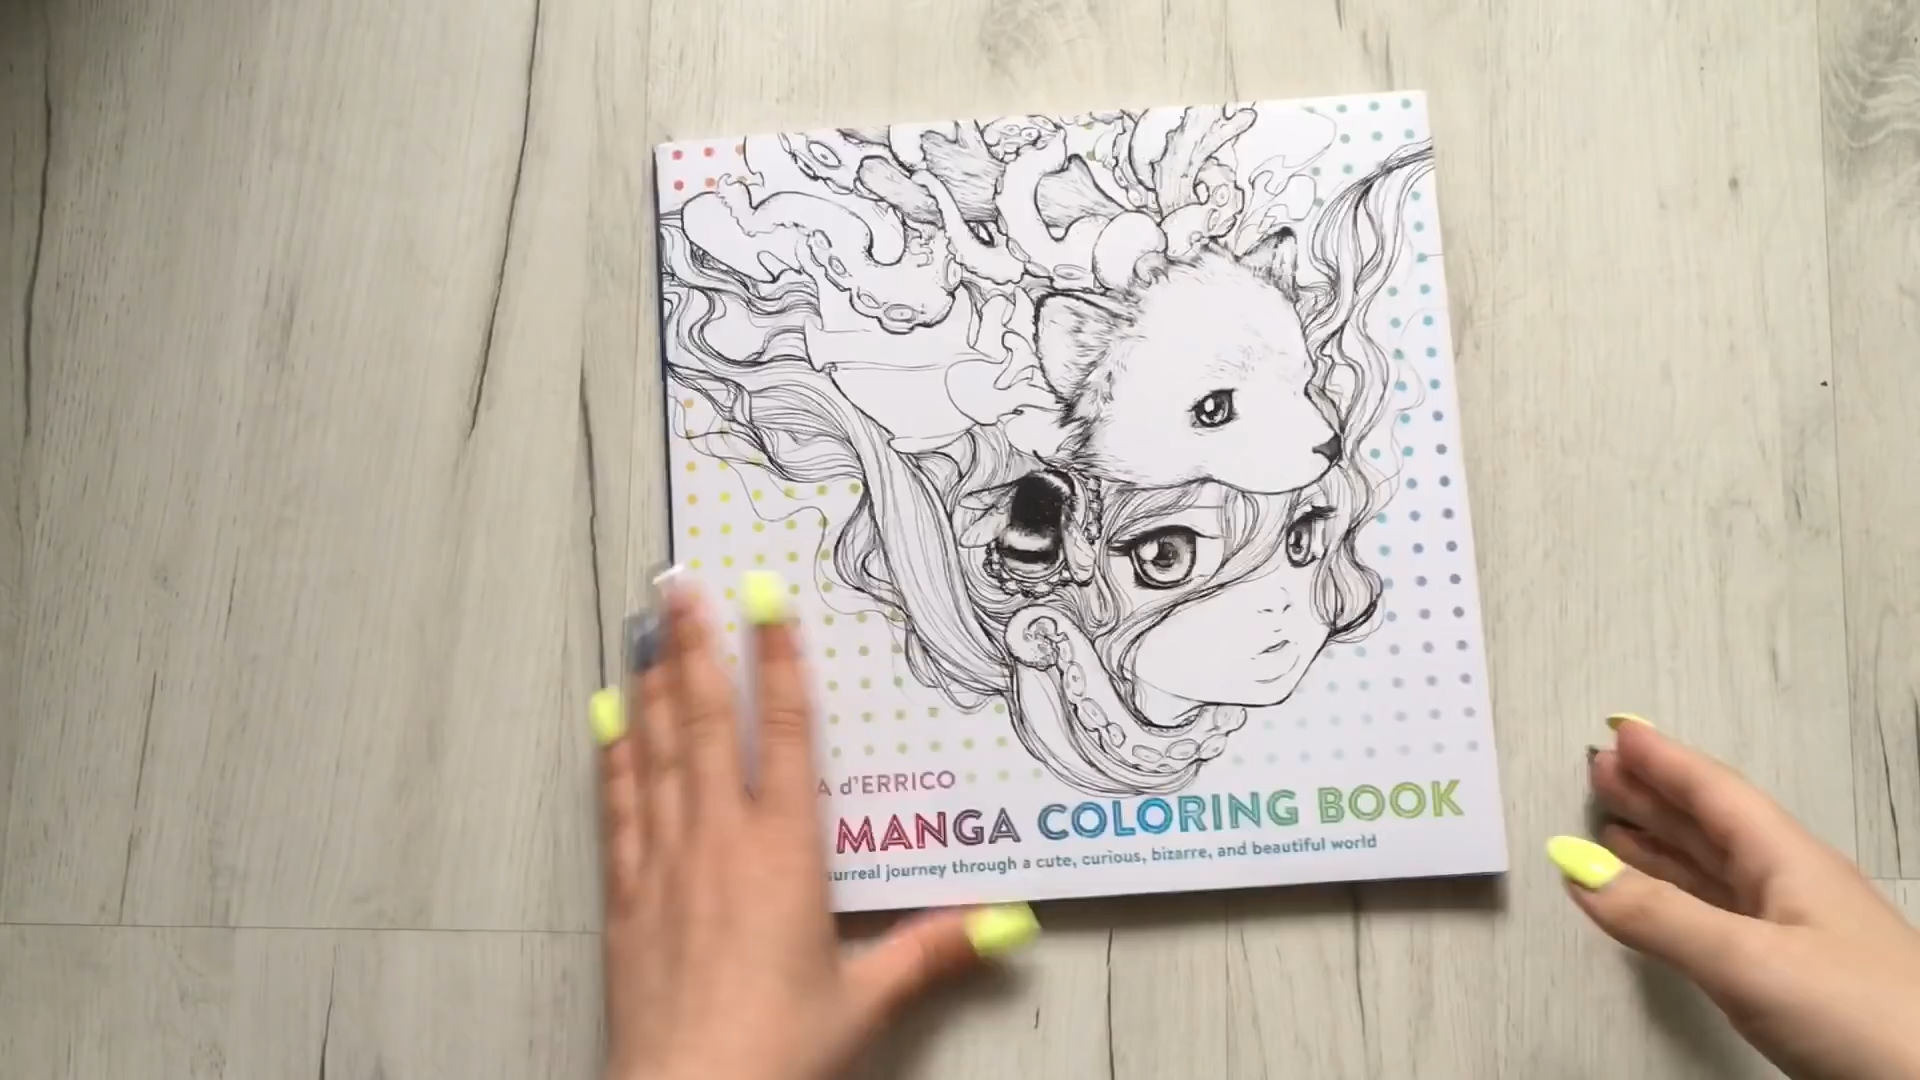 A d'ERRICO
MANGA COLORING BOOK
surreal journey through a cute, curious, bizarre, and beautiful world